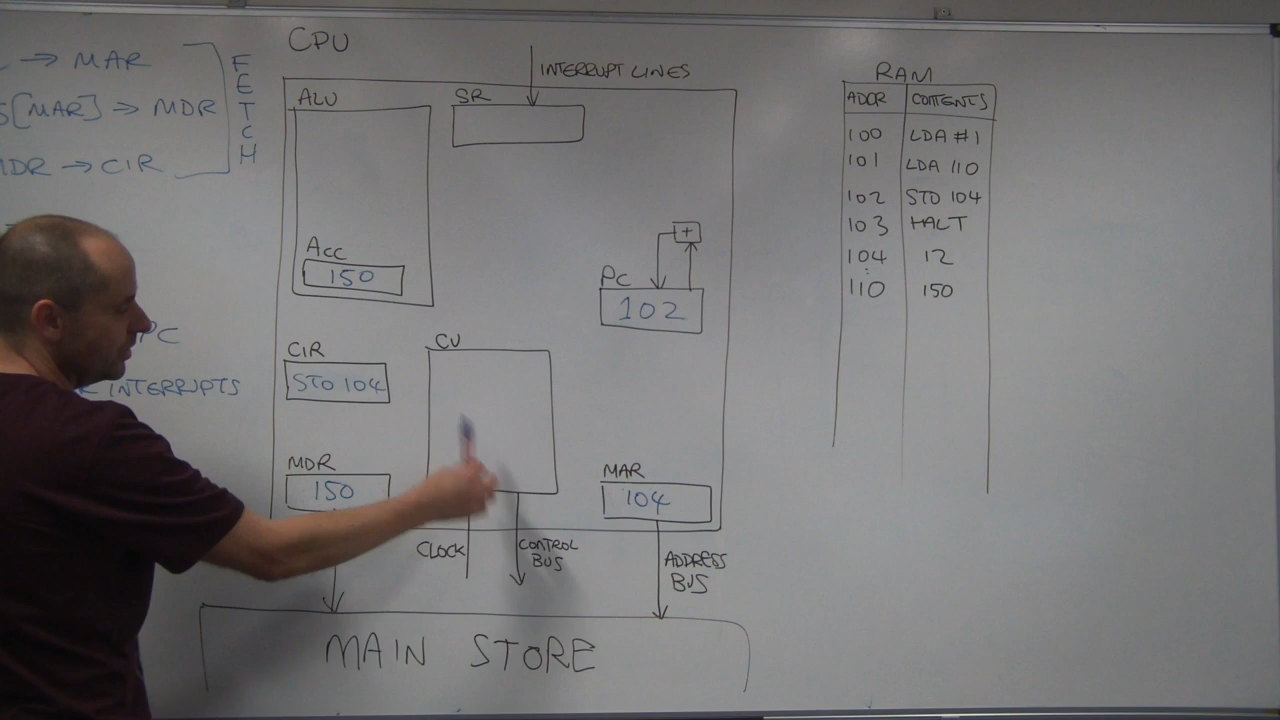 → MAR
[MAR] → MDR
→ CIR
FETCH
PC
INTERRUPTS
CPU
INTERRUPT LINES
ALU
SR
Acc
150
PC
+
102
CIR
STO 104
CU
MDR
150
MAR
104
CLOCK
CONTROL
BUS
ADDRESS
BUS
MAIN STORE
RAM
ADDR CONTENTS
100 LDA #1
101 LDA 110
102 STO 104
103 HALT
104 12
:
110 150